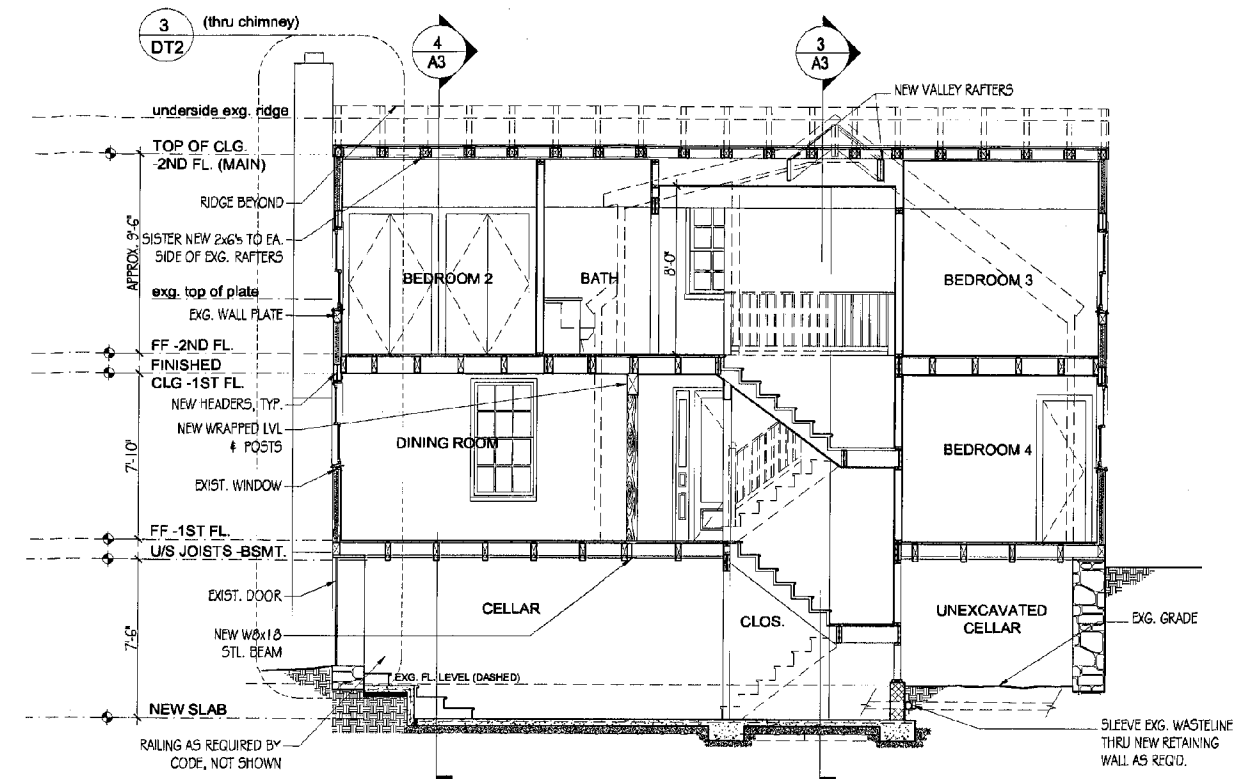 3
DT2
(thru chimney)
4
A3
3
A3
NEW VALLEY RAFTERS
underside exg. ridge
TOP OF CLG.
-2ND FL. (MAIN)
RIDGE BEYOND
SISTER NEW 2x6's TO EA.
SIDE OF EXG. RAFTERS
APPROX. 9'-6"
BEDROOM 2
BATH
8'-0"
BEDROOM 3
exg. top of plate
EXG. WALL PLATE
FF -2ND FL.
FINISHED
CLG -1ST FL.
NEW HEADERS, TYP.
NEW WRAPPED LVL
& POSTS
7'-10"
DINING ROOM
BEDROOM 4
EXIST. WINDOW
FF -1ST FL.
U/S JOISTS -BSMT.
EXIST. DOOR
CELLAR
CLOS.
UNEXCAVATED
CELLAR
EXG. GRADE
7'-6"
NEW W8x18
STL. BEAM
EXG. FL. LEVEL (DASHED)
NEW SLAB
RAILING AS REQUIRED BY
CODE, NOT SHOWN
SLEEVE EXG. WASTELINE
THRU NEW RETAINING
WALL AS REQ'D.